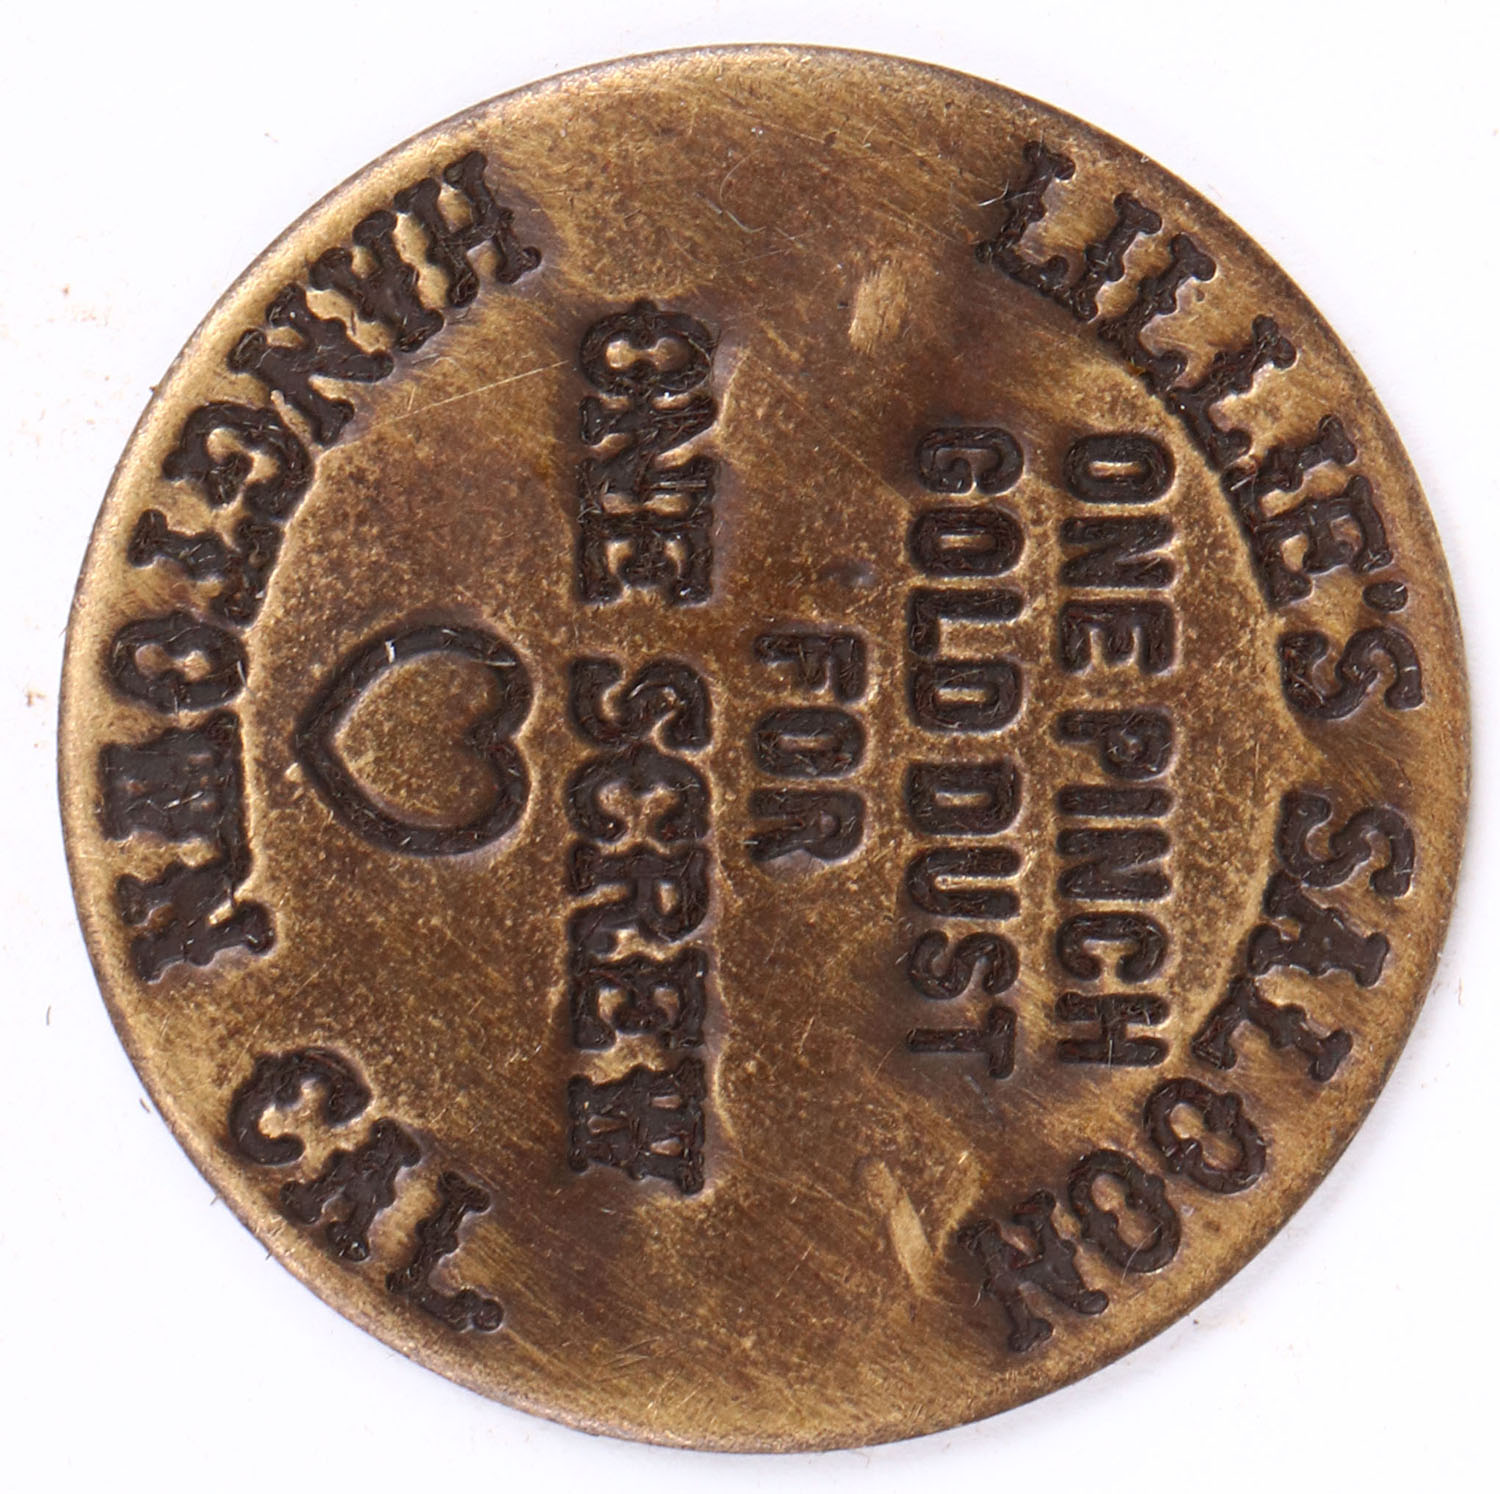 LILLIE'S SALOON
ONE PINCH
GOLD DUST
FOR
ONE SCREW
HANGTOWN CAL.